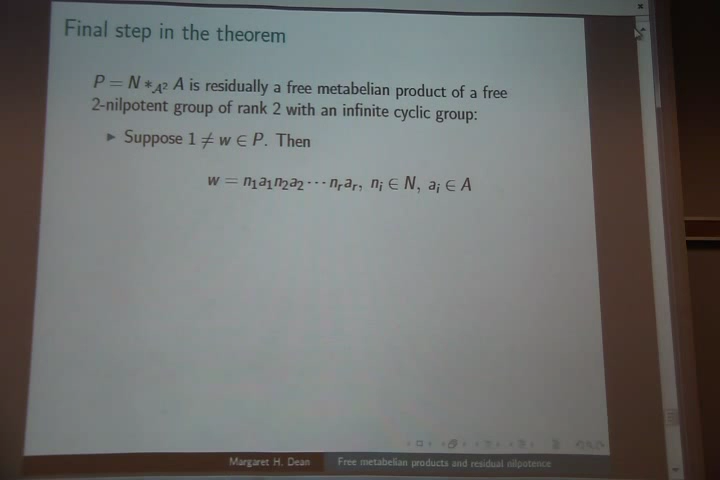 Final step in the theorem
P = N *_{A²} A is residually a free metabelian product of a free
2-nilpotent group of rank 2 with an infinite cyclic group:
▶ Suppose 1 ≠ w ∈ P. Then
w = n₁a₁n₂a₂ ··· nᵣaᵣ, nᵢ ∈ N, aᵢ ∈ A
Margaret H. Dean Free metabelian products and residual nilpotence